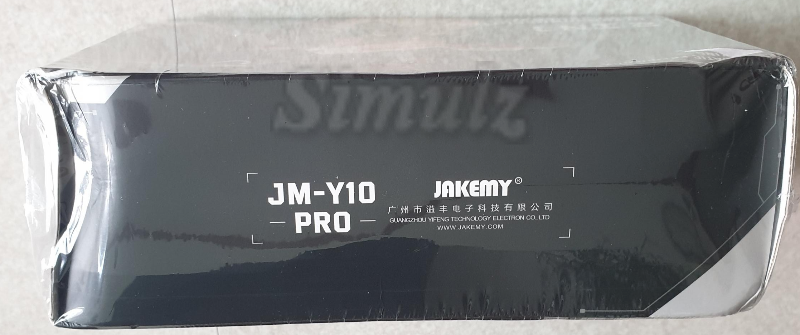 Simulz
JM-Y10
PRO
JAKEMY®
广州市溢丰电子科技有限公司
GUANGZHOU YIFENG TECHNOLOGY ELECTRON CO. LTD
WWW.JAKEMY.COM